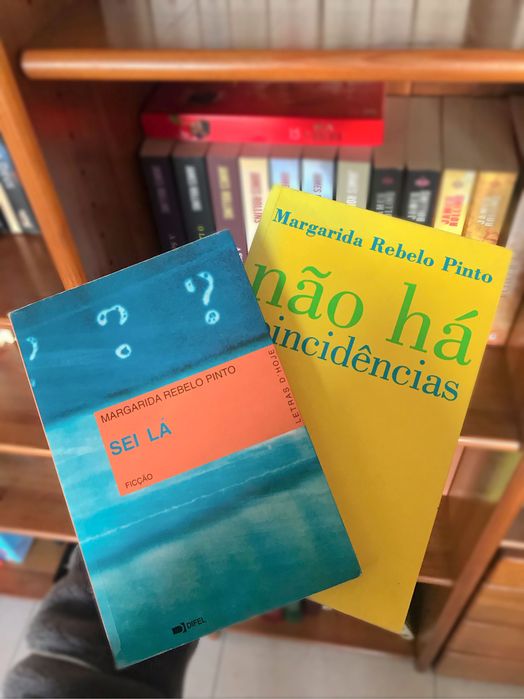 Margarida Rebelo Pinto
não há
incidências
? ?
MARGARIDA REBELO PINTO
SEI LÁ
FICÇÃO
LETRAS D'HOJE
DIFEL